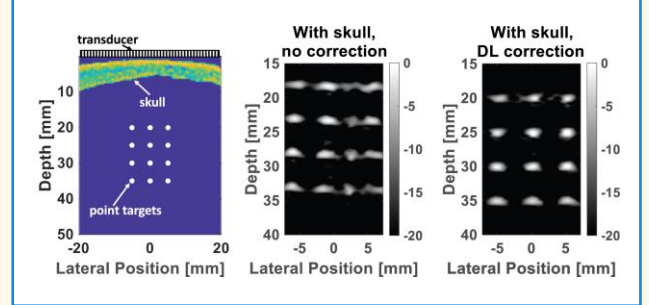 transducer
skull
point targets
10
20
30
40
50
-20
0
20
Depth [mm]
Lateral Position [mm]
With skull,
no correction
15
20
25
30
35
40
-5
0
5
Depth [mm]
Lateral Position [mm]
0
-5
-10
-15
-20
With skull,
DL correction
15
20
25
30
35
40
-5
0
5
Depth [mm]
Lateral Position [mm]
0
-5
-10
-15
-20